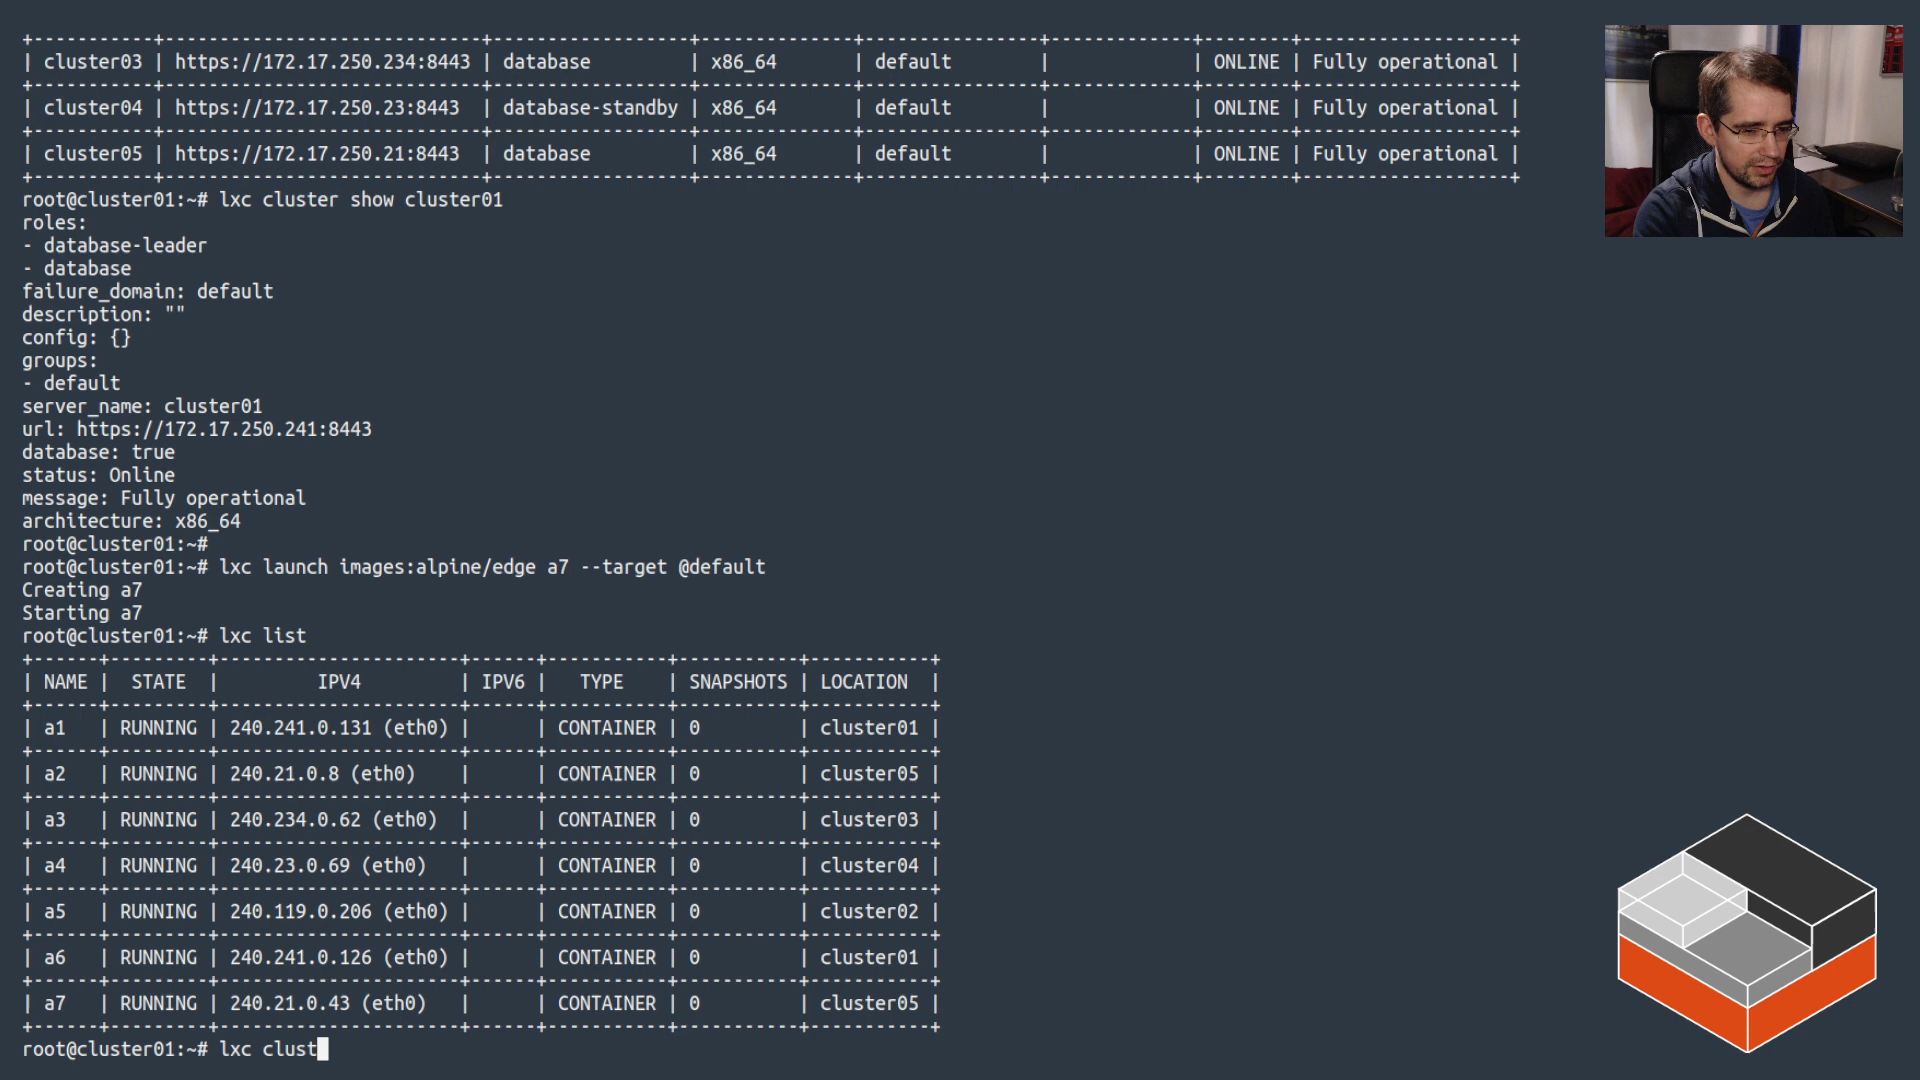 +-----------+-----------------------------+------------------+--------------+----------------+-------------+--------+-------------------+
| cluster03 | https://172.17.250.234:8443 | database         | x86_64       | default        |             | ONLINE | Fully operational |
+-----------+-----------------------------+------------------+--------------+----------------+-------------+--------+-------------------+
| cluster04 | https://172.17.250.23:8443  | database-standby | x86_64       | default        |             | ONLINE | Fully operational |
+-----------+-----------------------------+------------------+--------------+----------------+-------------+--------+-------------------+
| cluster05 | https://172.17.250.21:8443  | database         | x86_64       | default        |             | ONLINE | Fully operational |
+-----------+-----------------------------+------------------+--------------+----------------+-------------+--------+-------------------+
root@cluster01:~# lxc cluster show cluster01
roles:
- database-leader
- database
failure_domain: default
description: ""
config: {}
groups:
- default
server_name: cluster01
url: https://172.17.250.241:8443
database: true
status: Online
message: Fully operational
architecture: x86_64
root@cluster01:~#
root@cluster01:~# lxc launch images:alpine/edge a7 --target @default
Creating a7
Starting a7
root@cluster01:~# lxc list
+------+---------+----------------------+------+-----------+-----------+-----------+
| NAME |  STATE  |         IPV4         | IPV6 |   TYPE    | SNAPSHOTS | LOCATION  |
+------+---------+----------------------+------+-----------+-----------+-----------+
| a1   | RUNNING | 240.241.0.131 (eth0) |      | CONTAINER | 0         | cluster01 |
+------+---------+----------------------+------+-----------+-----------+-----------+
| a2   | RUNNING | 240.21.0.8 (eth0)    |      | CONTAINER | 0         | cluster05 |
+------+---------+----------------------+------+-----------+-----------+-----------+
| a3   | RUNNING | 240.234.0.62 (eth0)  |      | CONTAINER | 0         | cluster03 |
+------+---------+----------------------+------+-----------+-----------+-----------+
| a4   | RUNNING | 240.23.0.69 (eth0)   |      | CONTAINER | 0         | cluster04 |
+------+---------+----------------------+------+-----------+-----------+-----------+
| a5   | RUNNING | 240.119.0.206 (eth0) |      | CONTAINER | 0         | cluster02 |
+------+---------+----------------------+------+-----------+-----------+-----------+
| a6   | RUNNING | 240.241.0.126 (eth0) |      | CONTAINER | 0         | cluster01 |
+------+---------+----------------------+------+-----------+-----------+-----------+
| a7   | RUNNING | 240.21.0.43 (eth0)   |      | CONTAINER | 0         | cluster05 |
+------+---------+----------------------+------+-----------+-----------+-----------+
root@cluster01:~# lxc clust